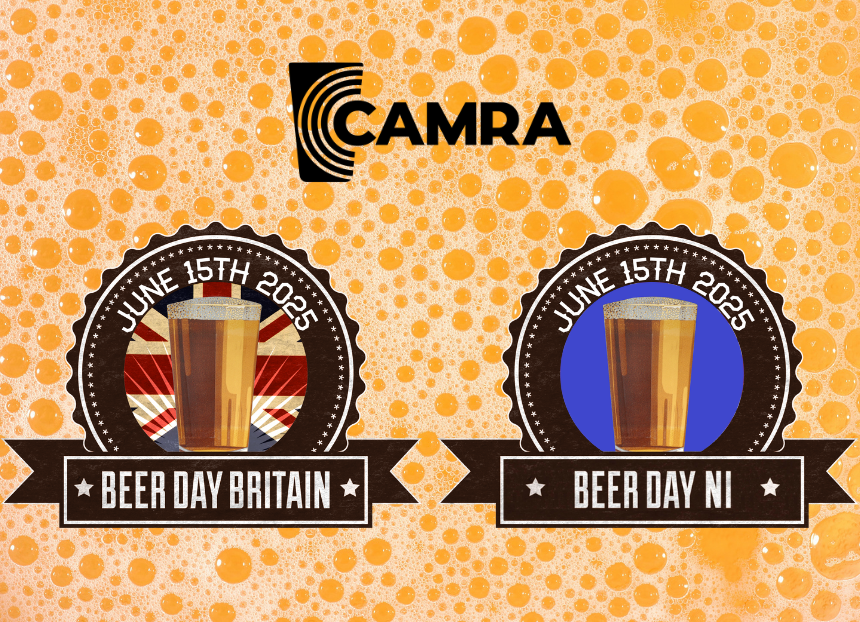 CAMRA
JUNE 15TH 2025
BEER DAY BRITAIN
JUNE 15TH 2025
BEER DAY NI